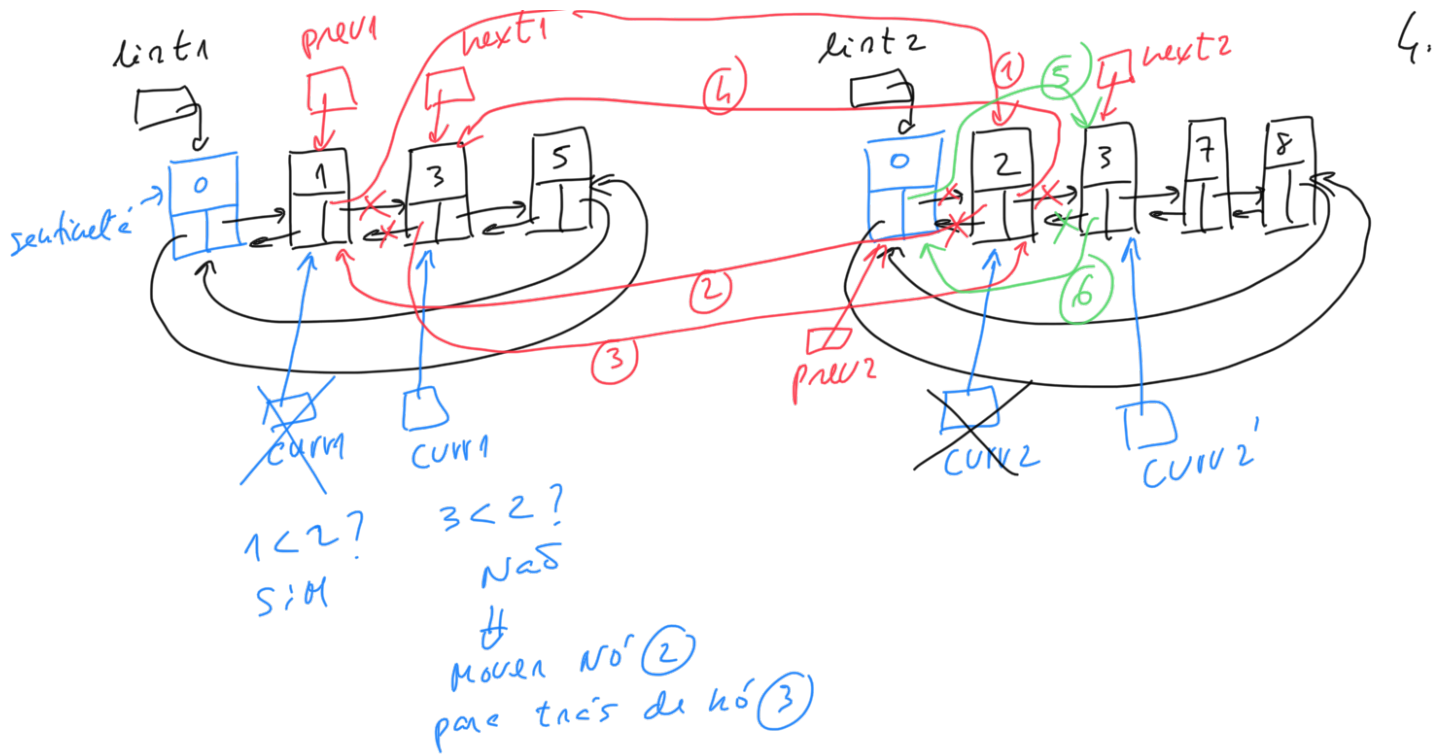 list1
prev1
next1
list2
next2
4.
4
1
5
0
1
3
5
0
2
3
7
8
sentinela
2
6
3
prev2
curr1
curr1
curr2
curr2'
1<2?
3<2?
SiM
Não
⇓
Mover Nó 2
para trás de nó 3